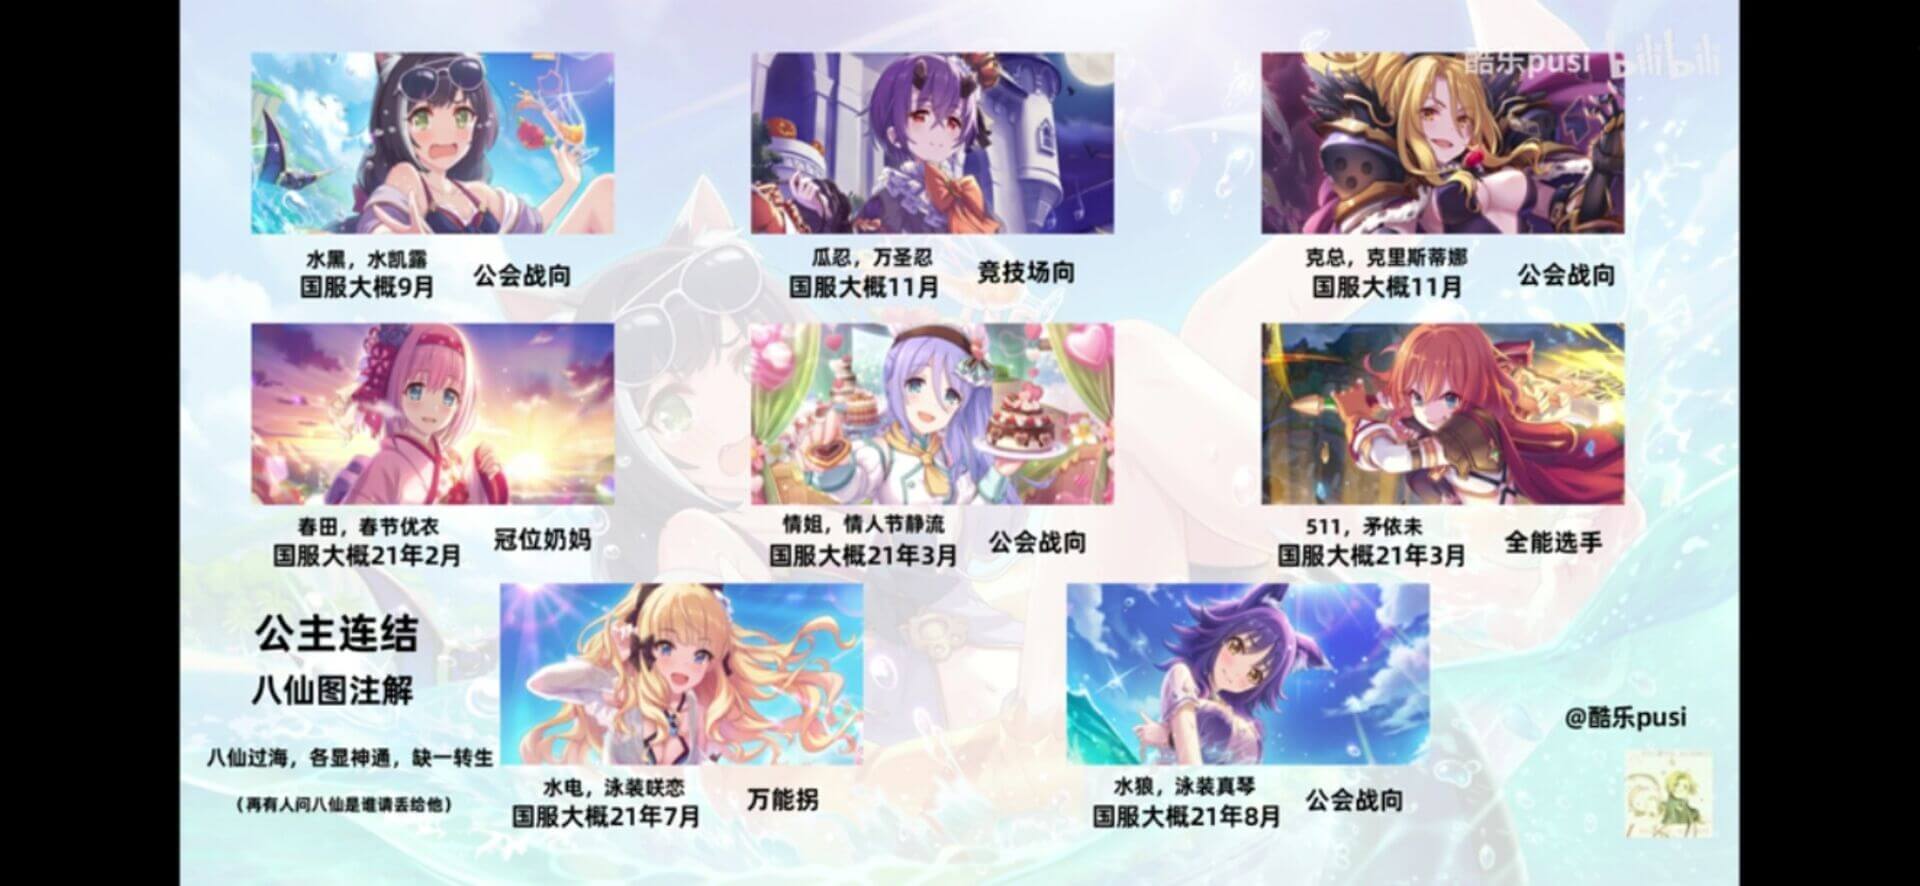 酷乐pusi bilibili
水黑，水凯露
国服大概9月
公会战向
瓜忍，万圣忍
国服大概11月
竞技场向
克总，克里斯蒂娜
国服大概11月
公会战向
春田，春节优衣
国服大概21年2月
冠位奶妈
情姐，情人节静流
国服大概21年3月
公会战向
511，矛依未
国服大概21年3月
全能选手
公主连结
八仙图注解
八仙过海，各显神通，缺一转生
（再有人问八仙是谁请丢给他）
水电，泳装咲恋
国服大概21年7月
万能拐
水狼，泳装真琴
国服大概21年8月
公会战向
@酷乐pusi